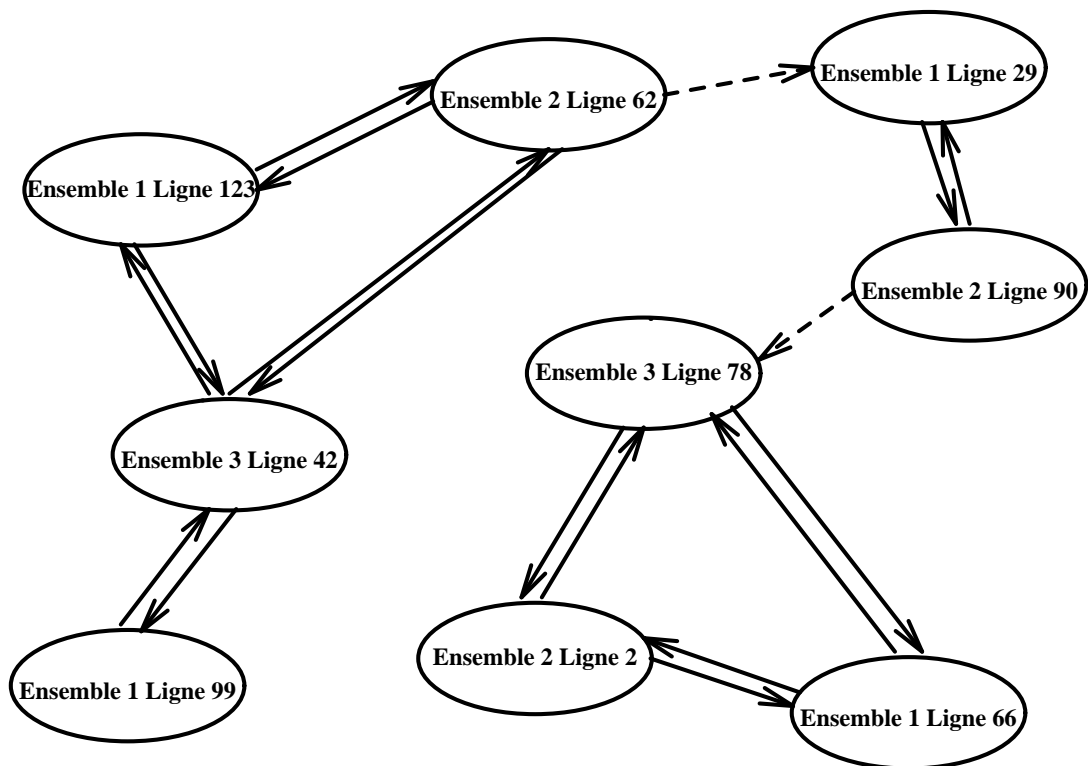 Ensemble 1 Ligne 29
Ensemble 2 Ligne 62
Ensemble 1 Ligne 123
Ensemble 2 Ligne 90
Ensemble 3 Ligne 78
Ensemble 3 Ligne 42
Ensemble 2 Ligne 2
Ensemble 1 Ligne 99
Ensemble 1 Ligne 66